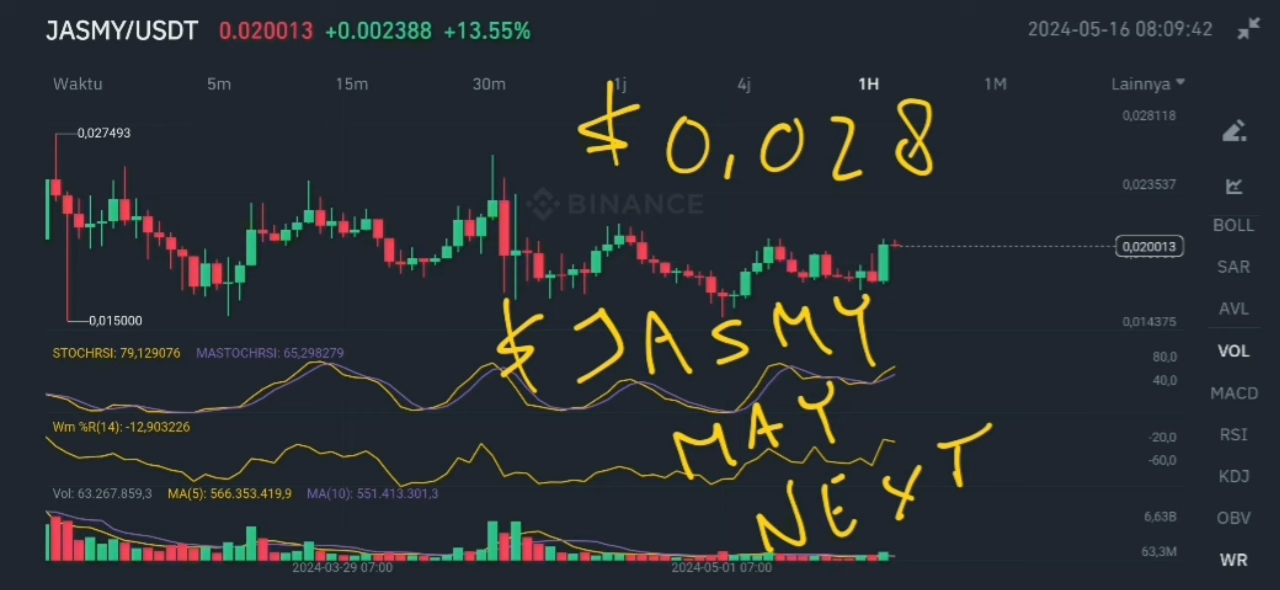 JASMY/USDT 0.020013 +0.002388 +13.55% 2024-05-16 08:09:42
Waktu 5m 15m 30m 1j 4j 1H 1M Lainnya
$0,028
0,028118
0,027493
0,023537
BINANCE
BOLL
0,020013
SAR
AVL
0,015000
0,014375
$JASMY
STOCHRSI: 79,129076 MASTOCHRSI: 65,298279
80,0
VOL
40,0
MACD
MAY
Wm %R(14): -12,903226
-20,0
RSI
-60,0
NEXT
KDJ
Vol: 63.267.859,3 MA(5): 566.353.419,9 MA(10): 551.413.301,3
6,63B
OBV
63,3M
WR
2024-03-29 07:00 2024-05-01 07:00